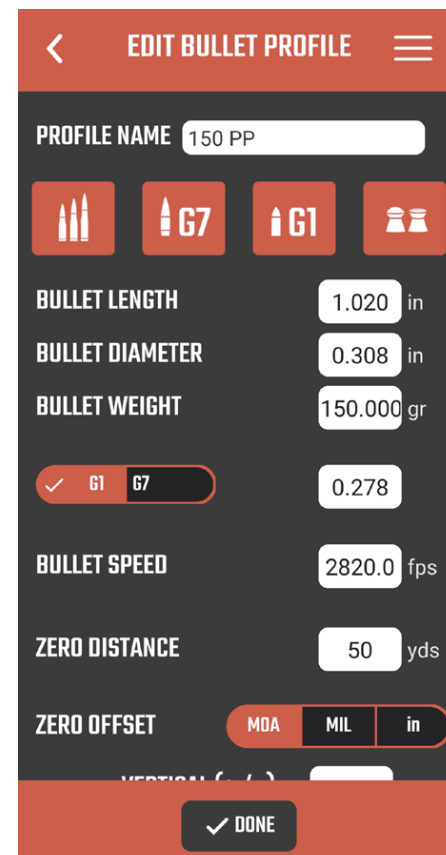 EDIT BULLET PROFILE
PROFILE NAME 150 PP
G7 G1
BULLET LENGTH 1.020 in
BULLET DIAMETER 0.308 in
BULLET WEIGHT 150.000 gr
G1 G7 0.278
BULLET SPEED 2820.0 fps
ZERO DISTANCE 50 yds
ZERO OFFSET MOA MIL in
DONE